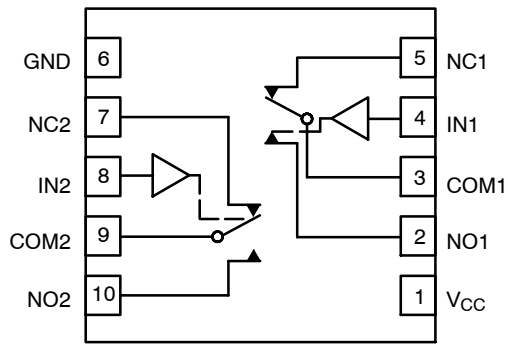 GND 6 5 NC1
NC2 7 4 IN1
IN2 8 3 COM1
COM2 9 2 NO1
NO2 10 1 VCC